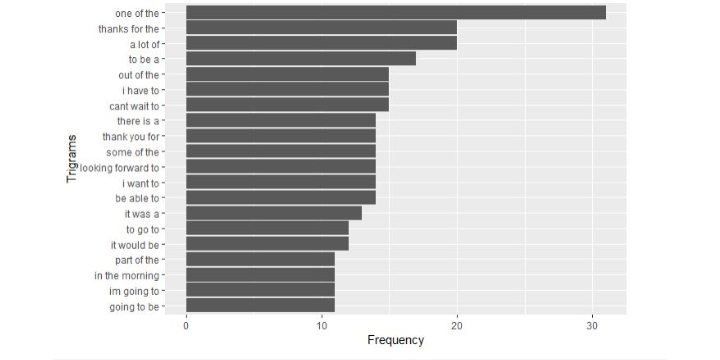 one of the
thanks for the
a lot of
to be a
out of the
i have to
cant wait to
there is a
thank you for
some of the
looking forward to
i want to
be able to
it was a
to go to
it would be
part of the
in the morning
im going to
going to be
Trigrams
0 10 20 30
Frequency